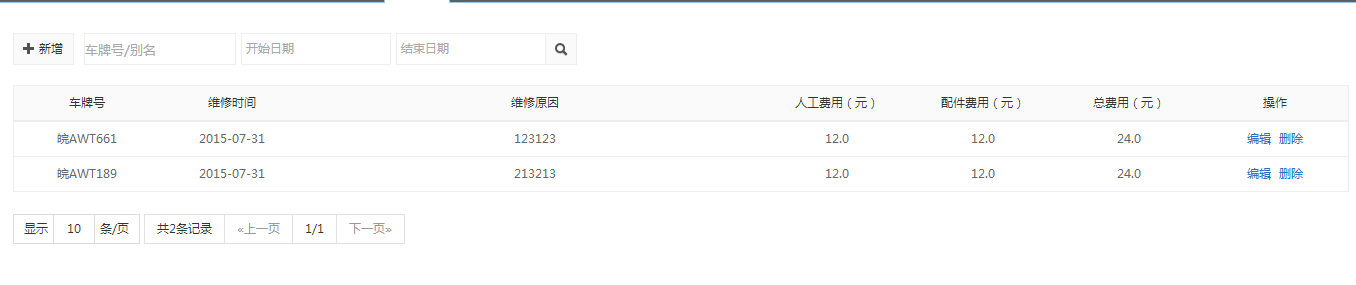 新增 车牌号/别名 开始日期 结束日期
车牌号 维修时间 维修原因 人工费用（元） 配件费用（元） 总费用（元） 操作
皖AWT661 2015-07-31 123123 12.0 12.0 24.0 编辑 删除
皖AWT189 2015-07-31 213213 12.0 12.0 24.0 编辑 删除
显示 10 条/页 共2条记录 «上一页 1/1 下一页»